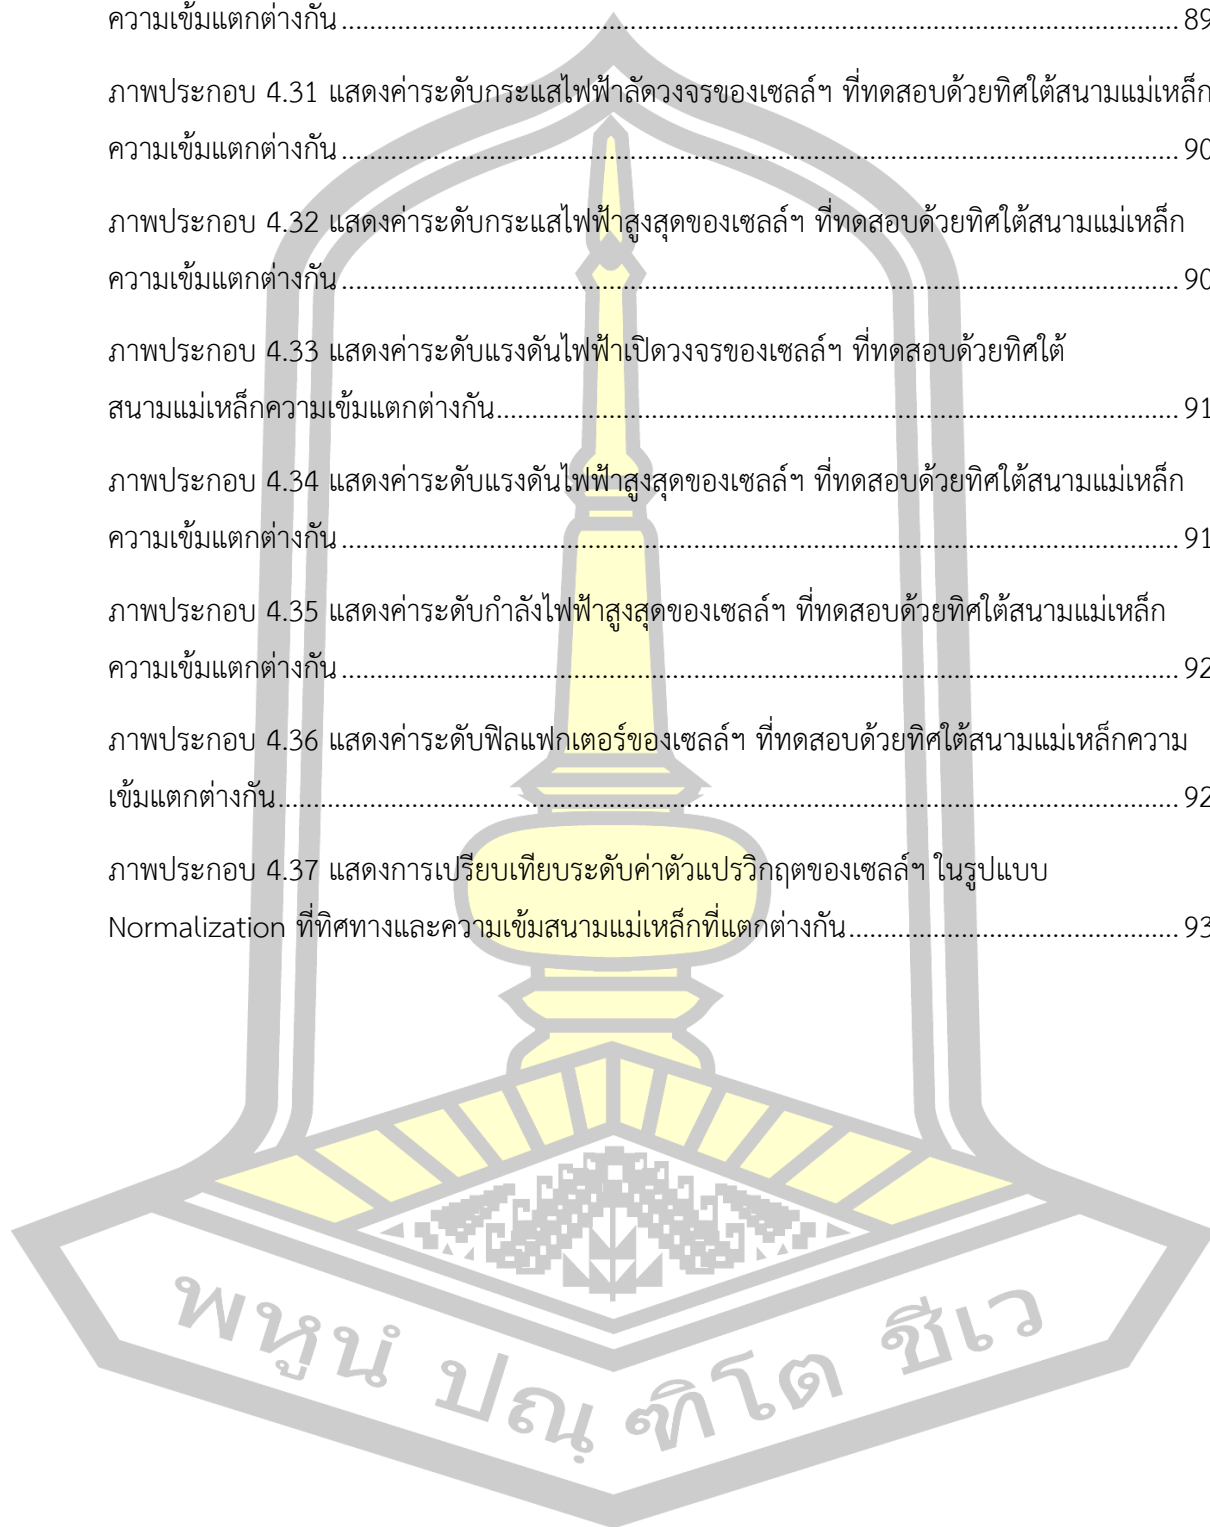 ความเข้มแตกต่างกัน ........................................................................................................................ 89
ภาพประกอบ 4.31 แสดงค่าระดับกระแสไฟฟ้าลัดวงจรของเซลล์ฯ ที่ทดสอบด้วยทิศใต้สนามแม่เหล็ก
ความเข้มแตกต่างกัน ........................................................................................................................ 90
ภาพประกอบ 4.32 แสดงค่าระดับกระแสไฟฟ้าสูงสุดของเซลล์ฯ ที่ทดสอบด้วยทิศใต้สนามแม่เหล็ก
ความเข้มแตกต่างกัน ........................................................................................................................ 90
ภาพประกอบ 4.33 แสดงค่าระดับแรงดันไฟฟ้าเปิดวงจรของเซลล์ฯ ที่ทดสอบด้วยทิศใต้
สนามแม่เหล็กความเข้มแตกต่างกัน.................................................................................................. 91
ภาพประกอบ 4.34 แสดงค่าระดับแรงดันไฟฟ้าสูงสุดของเซลล์ฯ ที่ทดสอบด้วยทิศใต้สนามแม่เหล็ก
ความเข้มแตกต่างกัน ........................................................................................................................ 91
ภาพประกอบ 4.35 แสดงค่าระดับกำลังไฟฟ้าสูงสุดของเซลล์ฯ ที่ทดสอบด้วยทิศใต้สนามแม่เหล็ก
ความเข้มแตกต่างกัน ........................................................................................................................ 92
ภาพประกอบ 4.36 แสดงค่าระดับฟิลแฟกเตอร์ของเซลล์ฯ ที่ทดสอบด้วยทิศใต้สนามแม่เหล็กความ
เข้มแตกต่างกัน................................................................................................................................. 92
ภาพประกอบ 4.37 แสดงการเปรียบเทียบระดับค่าตัวแปรวิกฤตของเซลล์ฯ ในรูปแบบ
Normalization ที่ทิศทางและความเข้มสนามแม่เหล็กที่แตกต่างกัน ............................................... 93
พหูนํ ปณฺฑิโต ชีเว